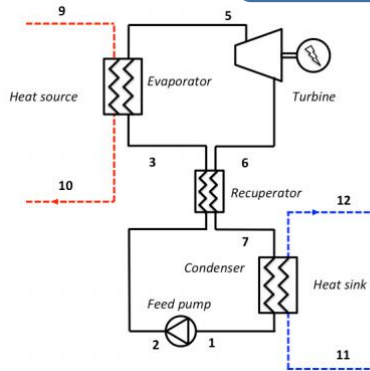 9
5
Evaporator
Heat source
Turbine
3
6
10
Recuperator
12
7
Condenser
Heat sink
Feed pump
2
1
11